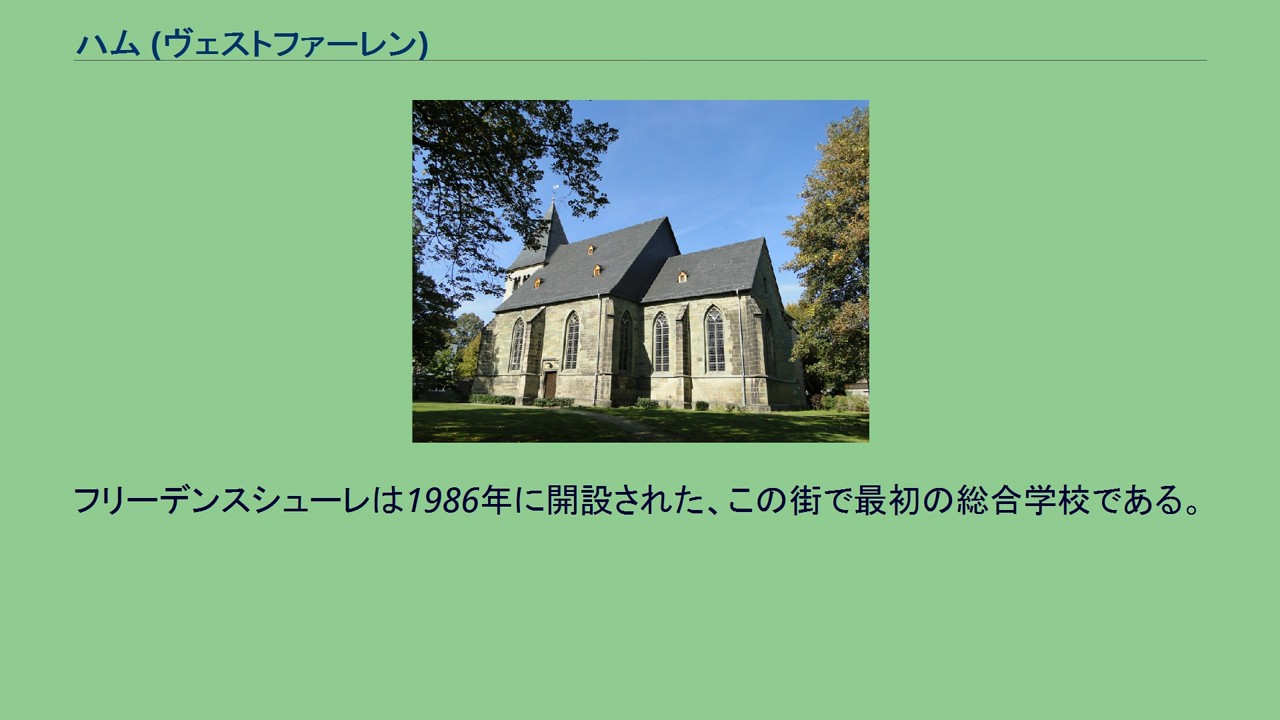 ハム (ヴェストファーレン)
フリーデンスシューレは1986年に開設された、この街で最初の総合学校である。